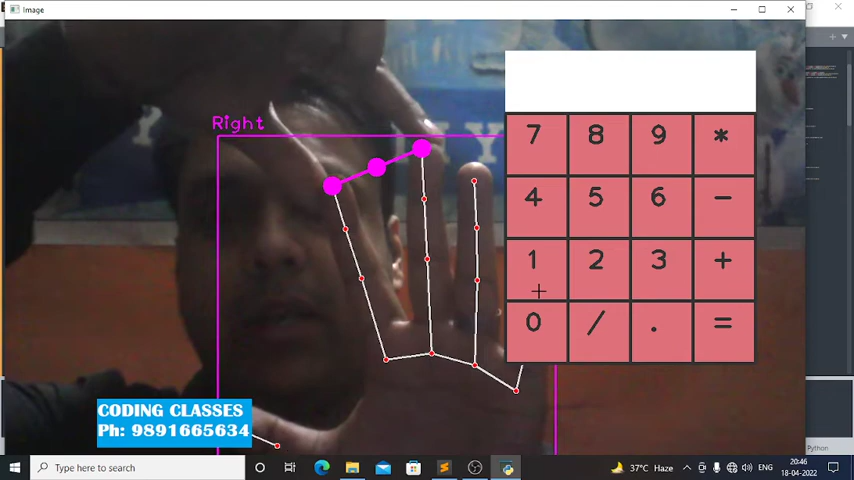 Image
Right
7 8 9 *
4 5 6 -
1 2 3 +
0 / . =
CODING CLASSES
Ph: 9891665634
Python
Type here to search
37°C Haze
ENG
20:46
18-04-2022